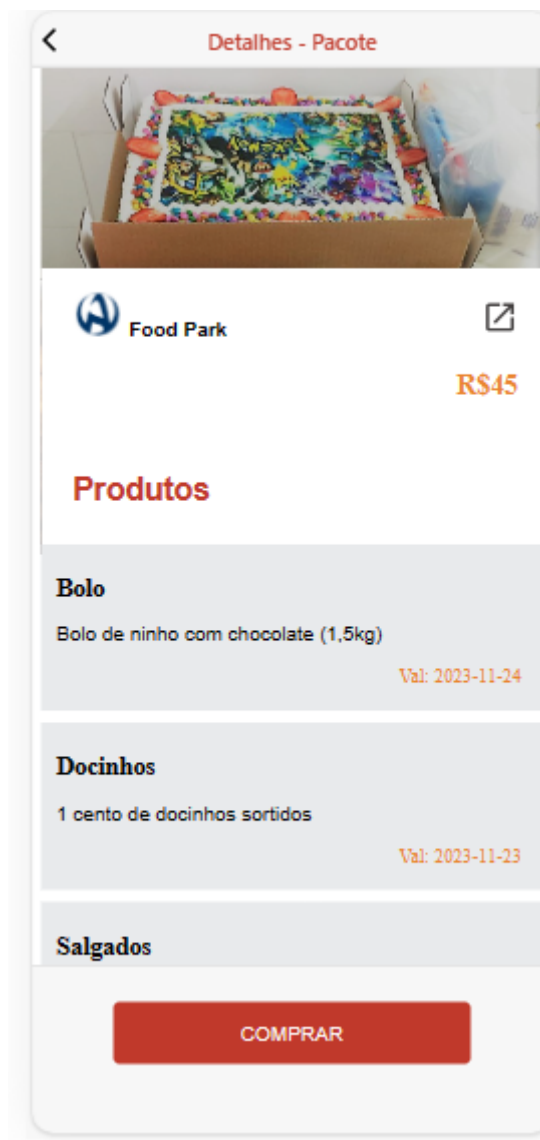 Detalhes - Pacote
Food Park
R$45
Produtos
Bolo
Bolo de ninho com chocolate (1,5kg)
Val: 2023-11-24
Docinhos
1 cento de docinhos sortidos
Val: 2023-11-23
Salgados
COMPRAR